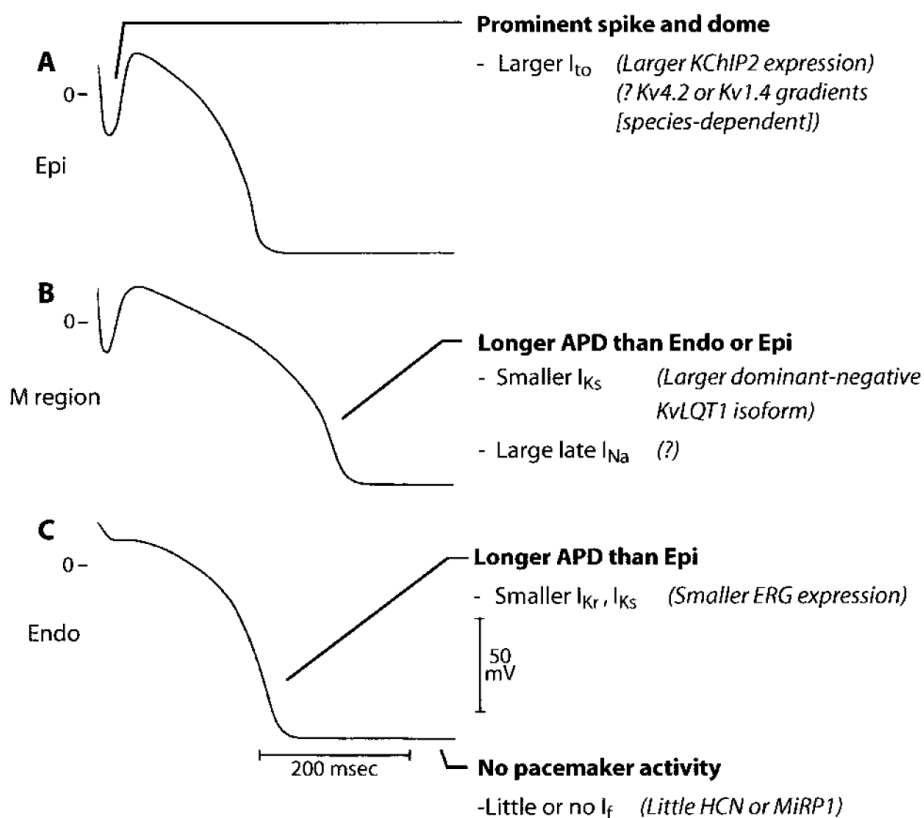 Prominent spike and dome
A
- Larger Ito (Larger KChIP2 expression)
0–
(? Kv4.2 or Kv1.4 gradients
[species-dependent])
Epi
B
0–
Longer APD than Endo or Epi
- Smaller IKs (Larger dominant-negative
M region
KvLQT1 isoform)
- Large late INa (?)
C
0–
Longer APD than Epi
- Smaller IKr, IKs (Smaller ERG expression)
Endo
50
mV
200 msec
No pacemaker activity
-Little or no If (Little HCN or MiRP1)